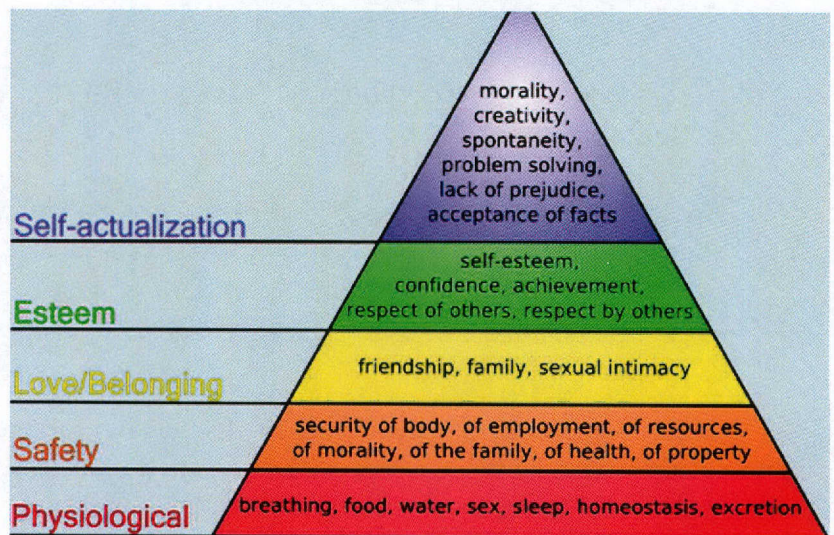 morality,
creativity,
spontaneity,
problem solving,
lack of prejudice,
acceptance of facts
Self-actualization
self-esteem,
confidence, achievement,
respect of others, respect by others
Esteem
friendship, family, sexual intimacy
Love/Belonging
security of body, of employment, of resources,
of morality, of the family, of health, of property
Safety
breathing, food, water, sex, sleep, homeostasis, excretion
Physiological